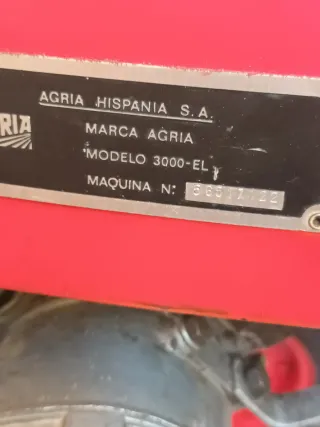 AGRIA HISPANIA S.A.
RIA
MARCA AGRIA
MODELO 3000-EL
MAQUINA N: